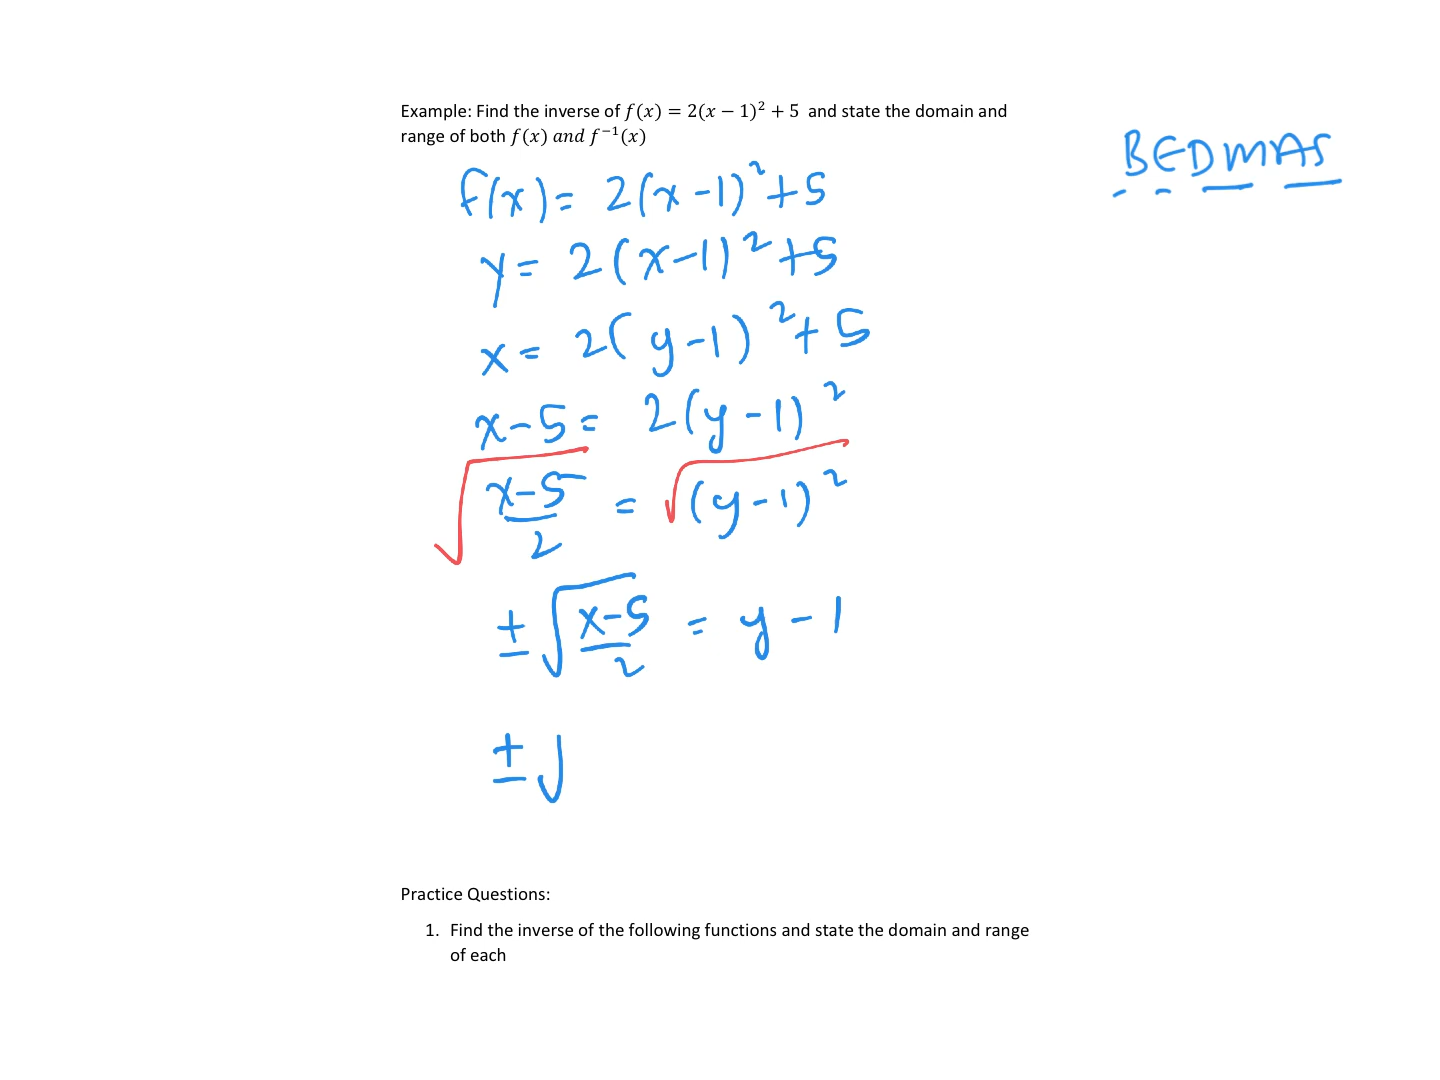 Example: Find the inverse of f(x) = 2(x − 1)² + 5 and state the domain and
range of both f(x) and f⁻¹(x)
BEDMAS
f(x) = 2(x-1)²+5
y = 2(x-1)²+5
x = 2(y-1)²+5
x-5 = 2(y-1)²
√((x-5)/2) = √((y-1)²)
±√((x-5)/2) = y-1
±√
Practice Questions:
1. Find the inverse of the following functions and state the domain and range
of each